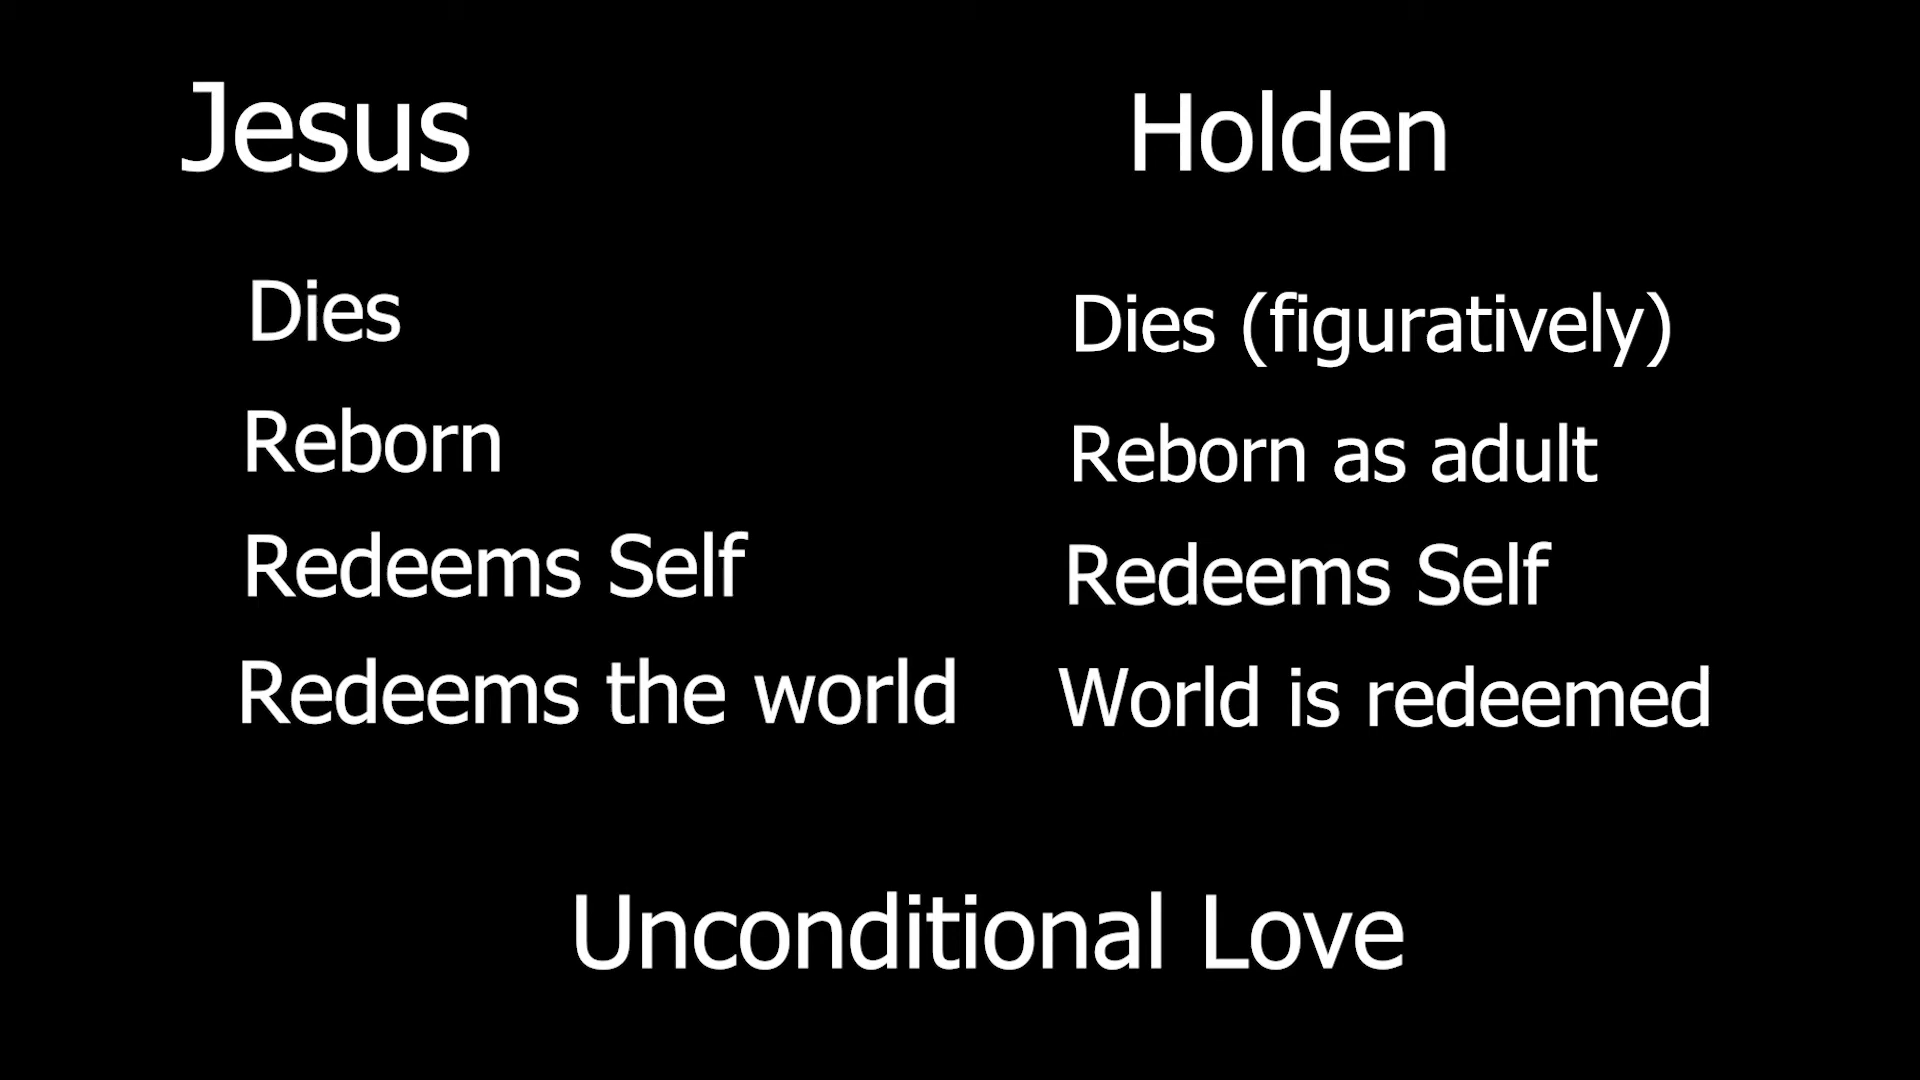 Jesus
Dies
Reborn
Redeems Self
Redeems the world
Holden
Dies (figuratively)
Reborn as adult
Redeems Self
World is redeemed
Unconditional Love